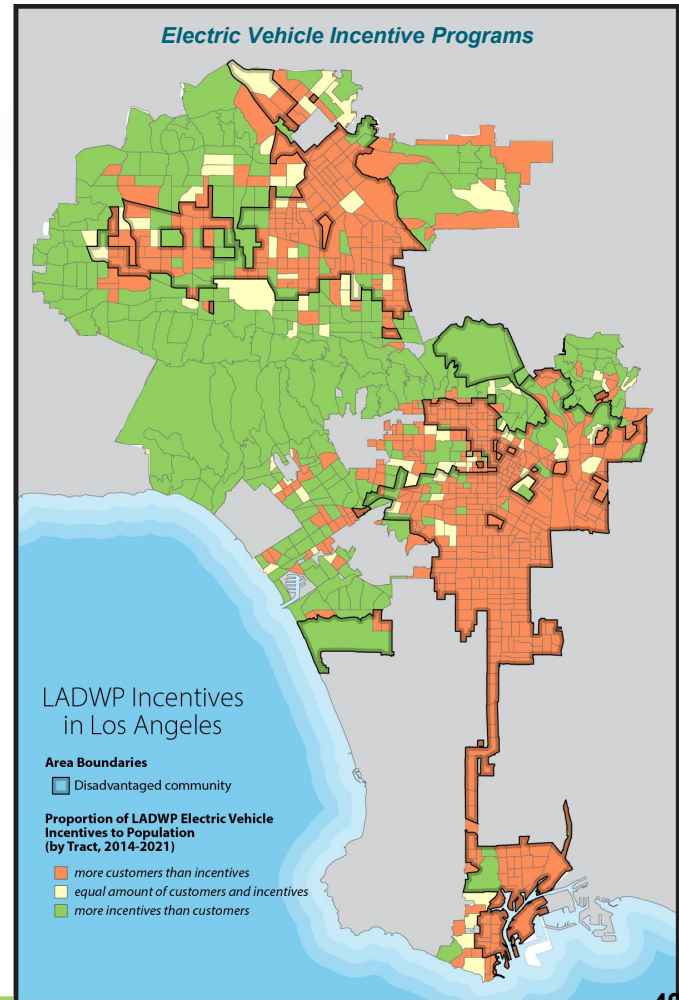 Electric Vehicle Incentive Programs
LADWP Incentives
in Los Angeles
Area Boundaries
Disadvantaged community
Proportion of LADWP Electric Vehicle
Incentives to Population
(by Tract, 2014-2021)
more customers than incentives
equal amount of customers and incentives
more incentives than customers